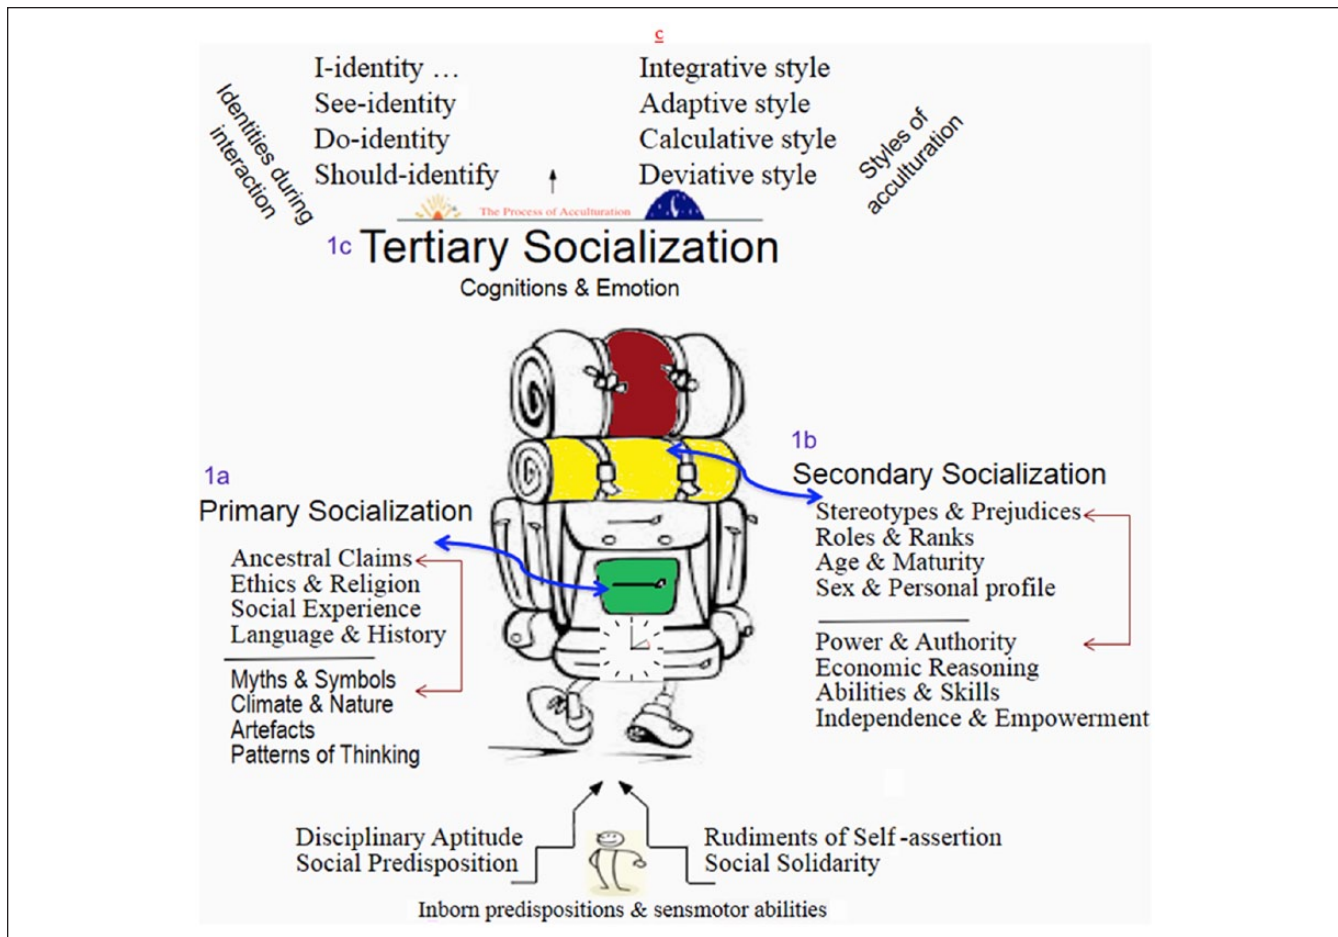 c
I-identity …
See-identity
Do-identity
Should-identify
Identities during
interaction
Integrative style
Adaptive style
Calculative style
Deviative style
Styles of
acculturation
The Process of Acculturation
1c Tertiary Socialization
Cognitions & Emotion
1a
Primary Socialization
Ancestral Claims
Ethics & Religion
Social Experience
Language & History
Myths & Symbols
Climate & Nature
Artefacts
Patterns of Thinking
1b
Secondary Socialization
Stereotypes & Prejudices
Roles & Ranks
Age & Maturity
Sex & Personal profile
Power & Authority
Economic Reasoning
Abilities & Skills
Independence & Empowerment
Disciplinary Aptitude
Social Predisposition
Rudiments of Self-assertion
Social Solidarity
Inborn predispositions & sensmotor abilities